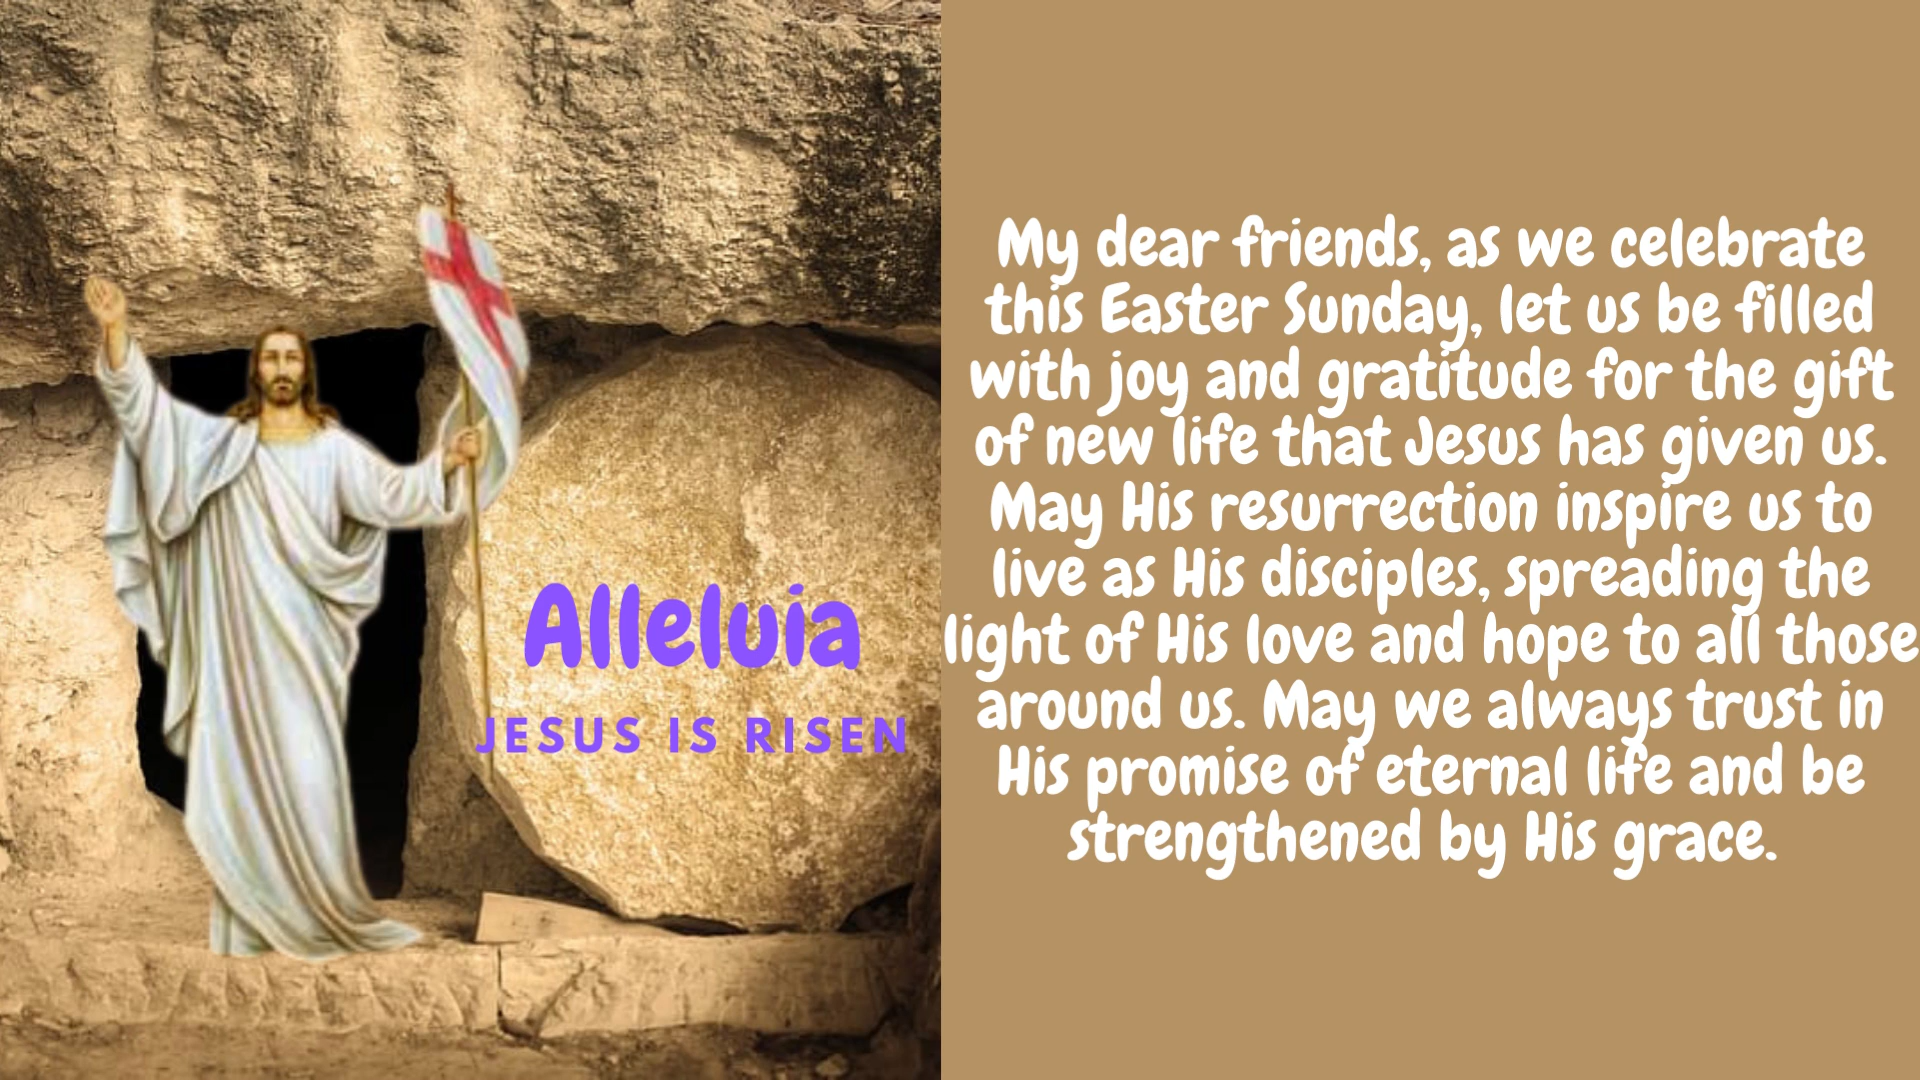 Alleluia
JESUS IS RISEN
My dear friends, as we celebrate
this Easter Sunday, let us be filled
with joy and gratitude for the gift
of new life that Jesus has given us.
May His resurrection inspire us to
live as His disciples, spreading the
light of His love and hope to all those
around us. May we always trust in
His promise of eternal life and be
strengthened by His grace.